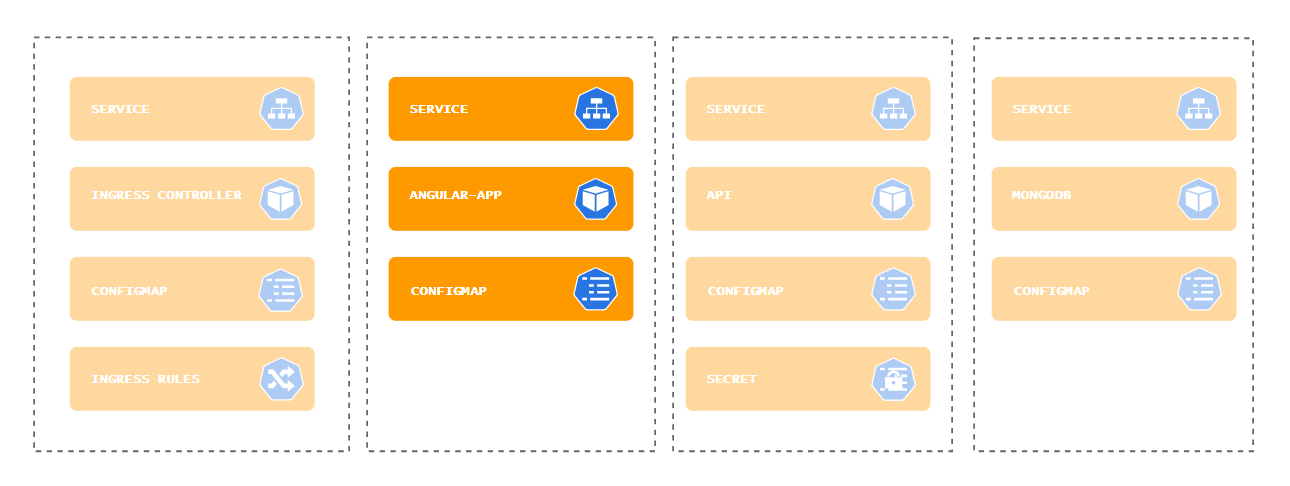 SERVICE
INGRESS CONTROLLER
CONFIGMAP
INGRESS RULES
SERVICE
ANGULAR-APP
CONFIGMAP
SERVICE
API
CONFIGMAP
SECRET
SERVICE
MONGODB
CONFIGMAP